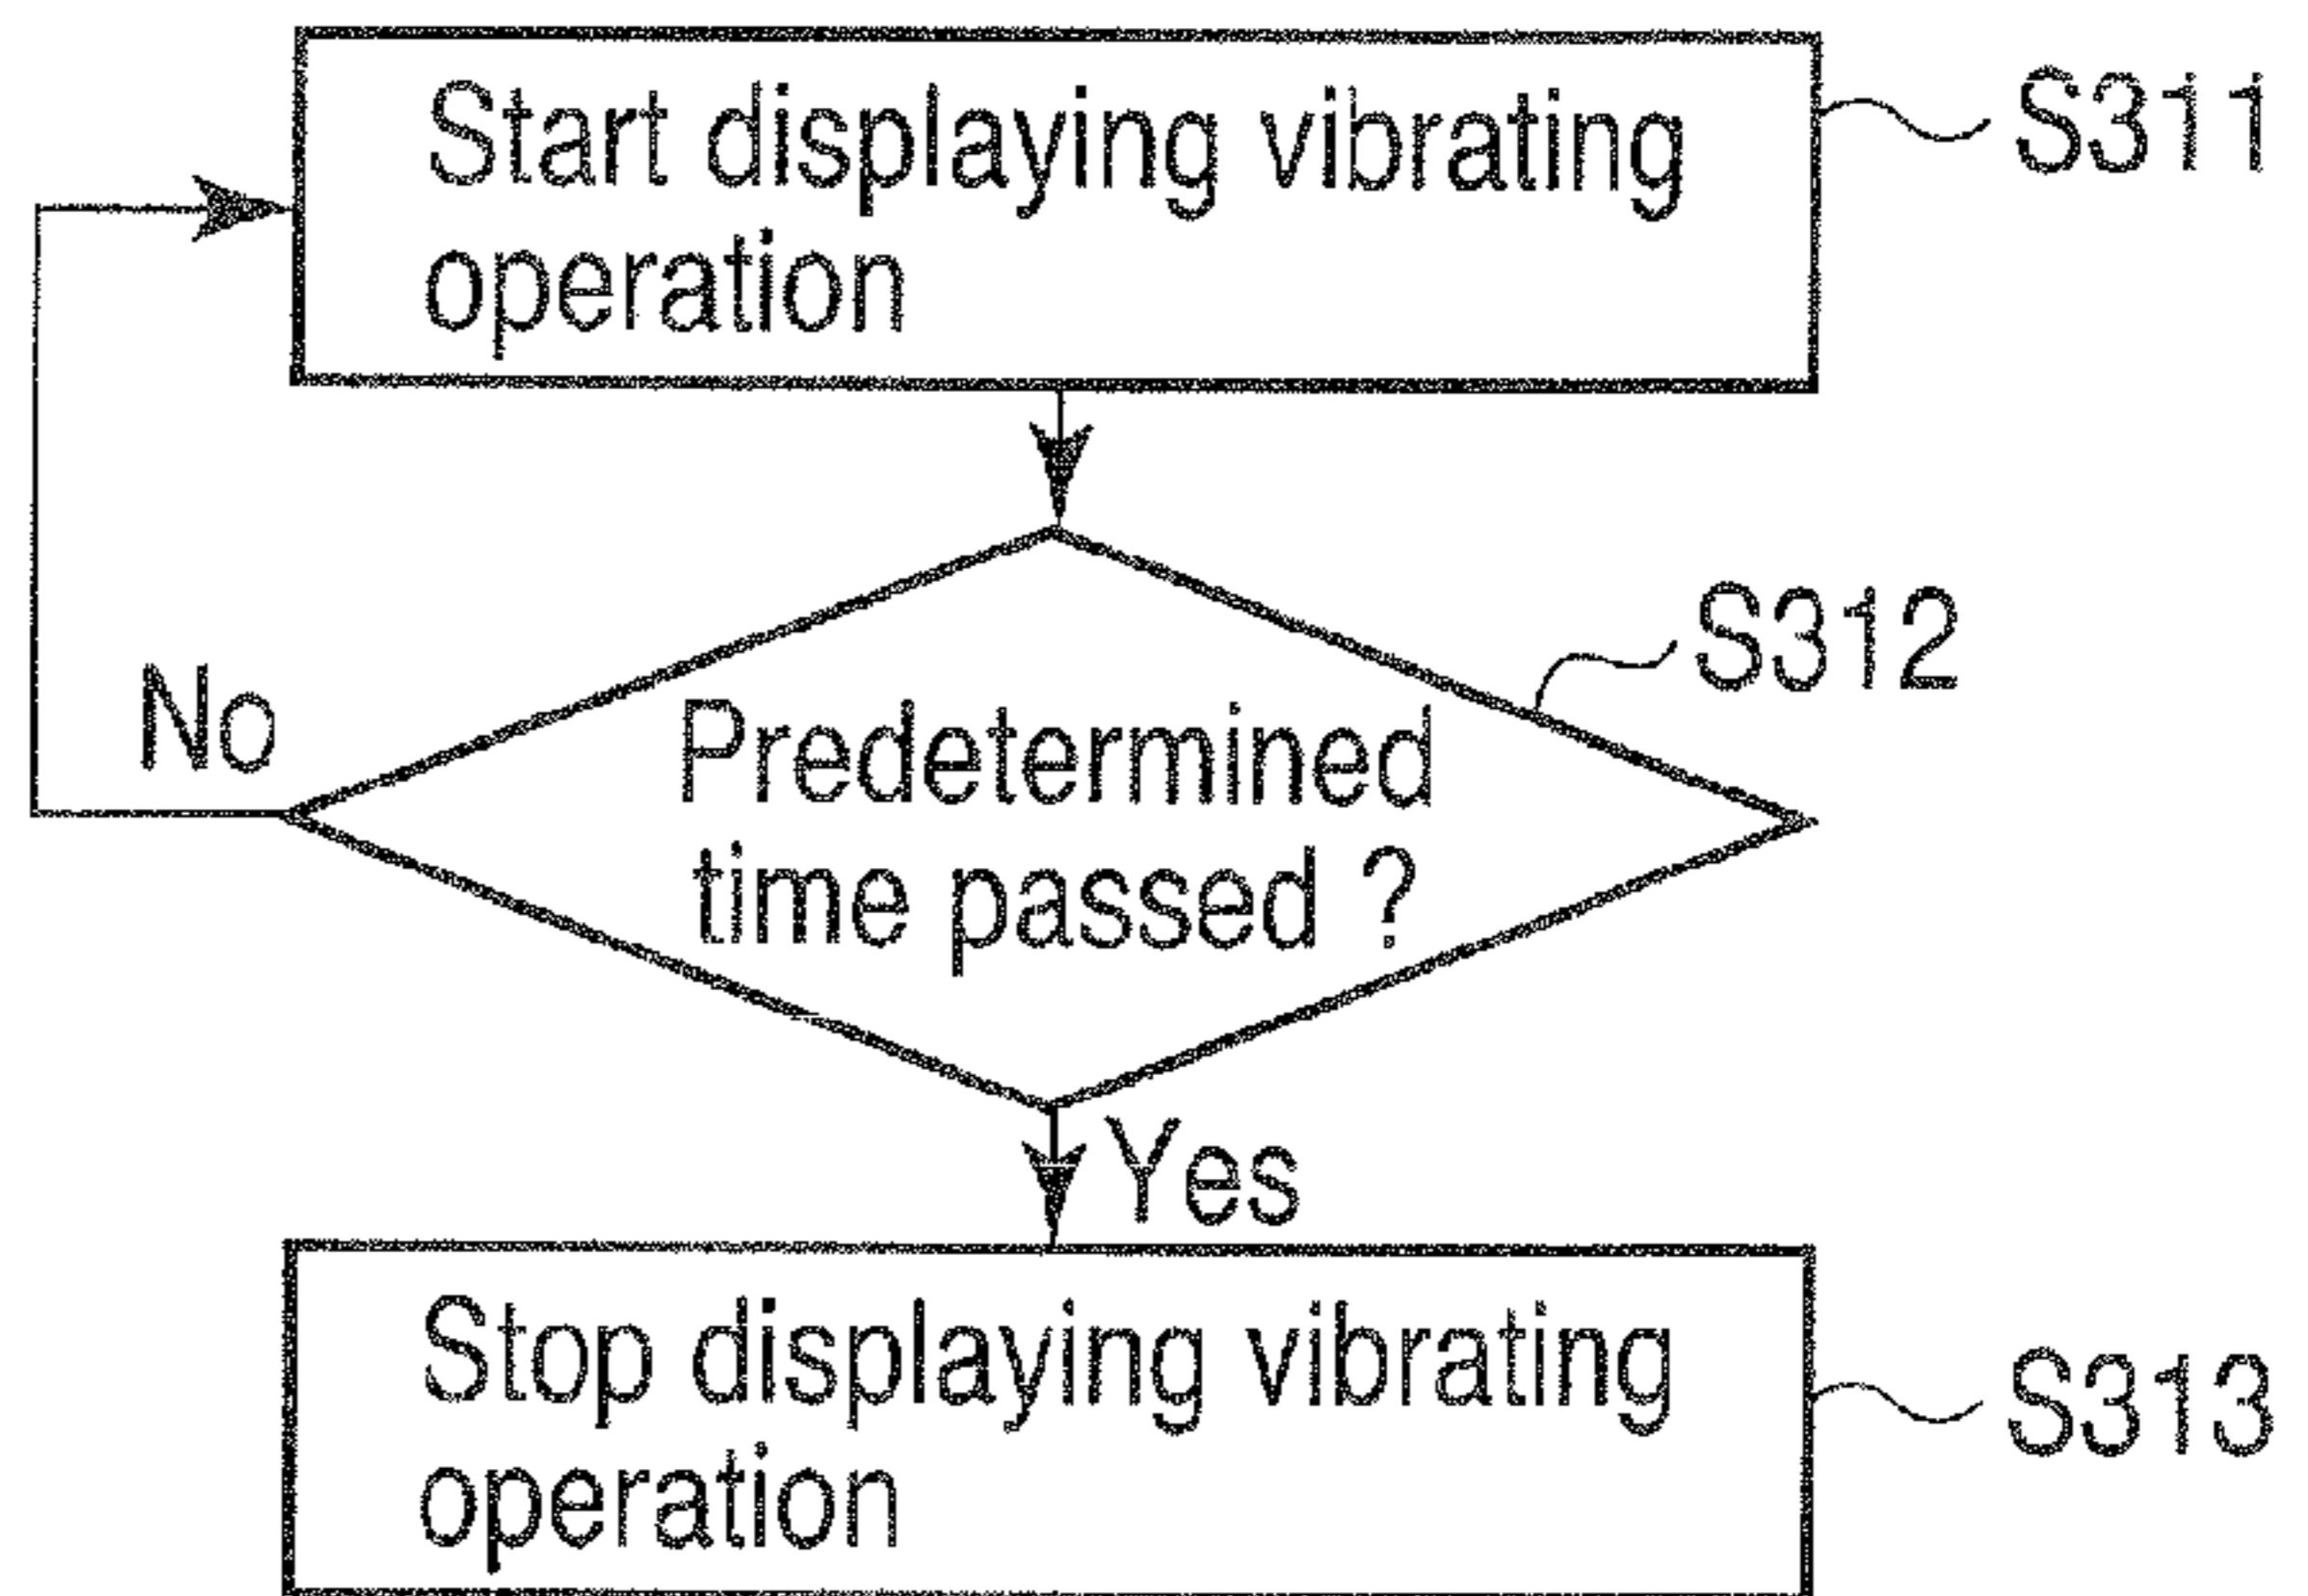 Start displaying vibrating
operation
S311
S312
No
Predetermined
time passed ?
Yes
Stop displaying vibrating
operation
S313